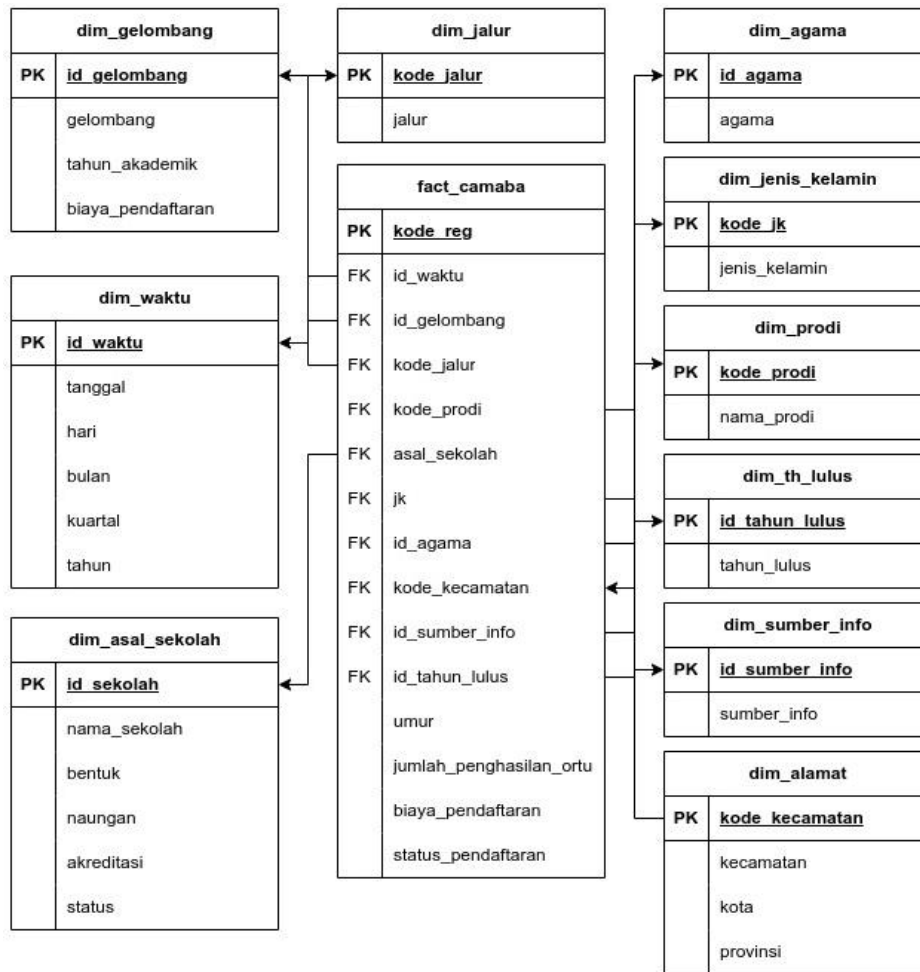 dim_gelombang
PK id_gelombang
gelombang
tahun_akademik
biaya_pendaftaran
dim_waktu
PK id_waktu
tanggal
hari
bulan
kuartal
tahun
dim_asal_sekolah
PK id_sekolah
nama_sekolah
bentuk
naungan
akreditasi
status
dim_jalur
PK kode_jalur
jalur
fact_camaba
PK kode_reg
FK id_waktu
FK id_gelombang
FK kode_jalur
FK kode_prodi
FK asal_sekolah
FK jk
FK id_agama
FK kode_kecamatan
FK id_sumber_info
FK id_tahun_lulus
umur
jumlah_penghasilan_ortu
biaya_pendaftaran
status_pendaftaran
dim_agama
PK id_agama
agama
dim_jenis_kelamin
PK kode_jk
jenis_kelamin
dim_prodi
PK kode_prodi
nama_prodi
dim_th_lulus
PK id_tahun_lulus
tahun_lulus
dim_sumber_info
PK id_sumber_info
sumber_info
dim_alamat
PK kode_kecamatan
kecamatan
kota
provinsi